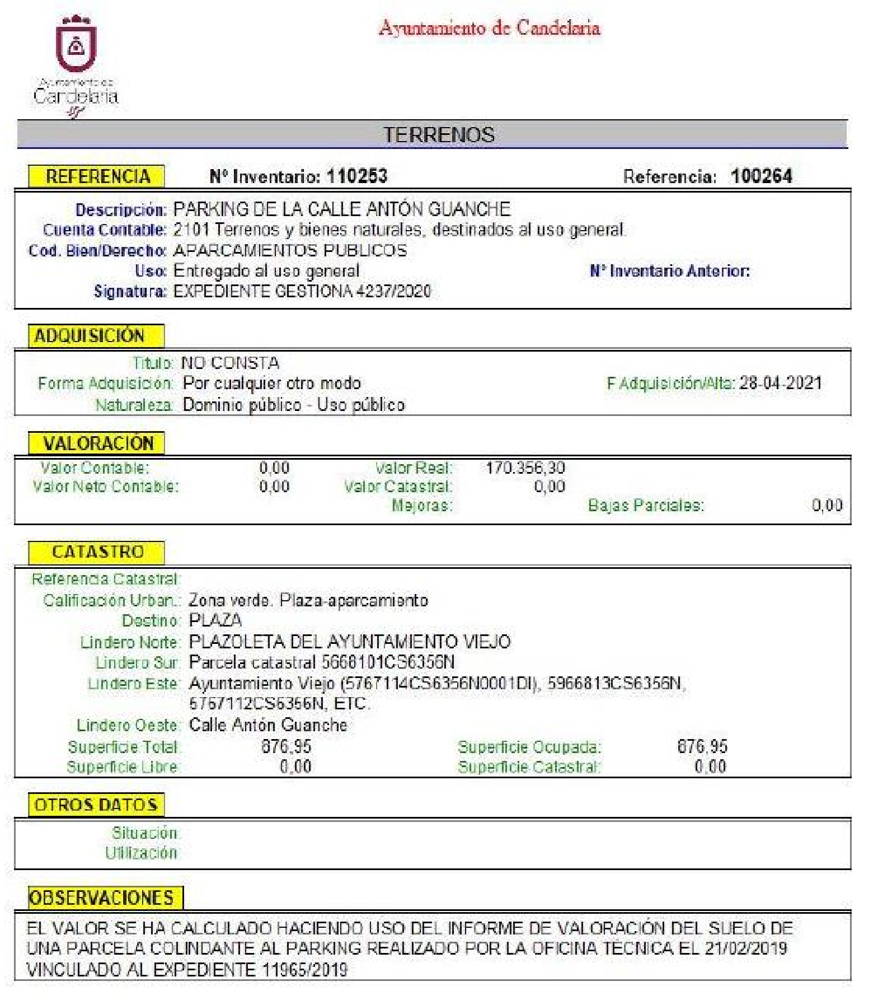 Ayuntamiento de Candelaria
Ayuntamiento de
Candelaria
TERRENOS
REFERENCIA Nº Inventario: 110253 Referencia: 100264
Descripción: PARKING DE LA CALLE ANTÓN GUANCHE
Cuenta Contable: 2101 Terrenos y bienes naturales, destinados al uso general.
Cod. Bien/Derecho: APARCAMIENTOS PUBLICOS
Uso: Entregado al uso general Nº Inventario Anterior:
Signatura: EXPEDIENTE GESTIONA 4237/2020
ADQUISICIÓN
Titulo: NO CONSTA
Forma Adquisición: Por cualquier otro modo F Adquisición/Alta: 28-04-2021
Naturaleza: Dominio público - Uso público
VALORACIÓN
Valor Contable: 0,00 Valor Real: 170.356,30
Valor Neto Contable: 0,00 Valor Catastral: 0,00
Mejoras: Bajas Parciales: 0,00
CATASTRO
Referencia Catastral:
Calificación Urban.: Zona verde. Plaza-aparcamiento
Destino: PLAZA
Lindero Norte: PLAZOLETA DEL AYUNTAMIENTO VIEJO
Lindero Sur: Parcela catastral 5668101CS6356N
Lindero Este: Ayuntamiento Viejo (5767114CS6356N0001DI), 5966813CS6356N,
5767112CS6356N, ETC.
Lindero Oeste: Calle Antón Guanche
Superficie Total: 876,95 Superficie Ocupada: 876,95
Superficie Libre: 0,00 Superficie Catastral: 0,00
OTROS DATOS
Situación:
Utilización:
OBSERVACIONES
EL VALOR SE HA CALCULADO HACIENDO USO DEL INFORME DE VALORACIÓN DEL SUELO DE
UNA PARCELA COLINDANTE AL PARKING REALIZADO POR LA OFICINA TECNICA EL 21/02/2019
VINCULADO AL EXPEDIENTE 11965/2019